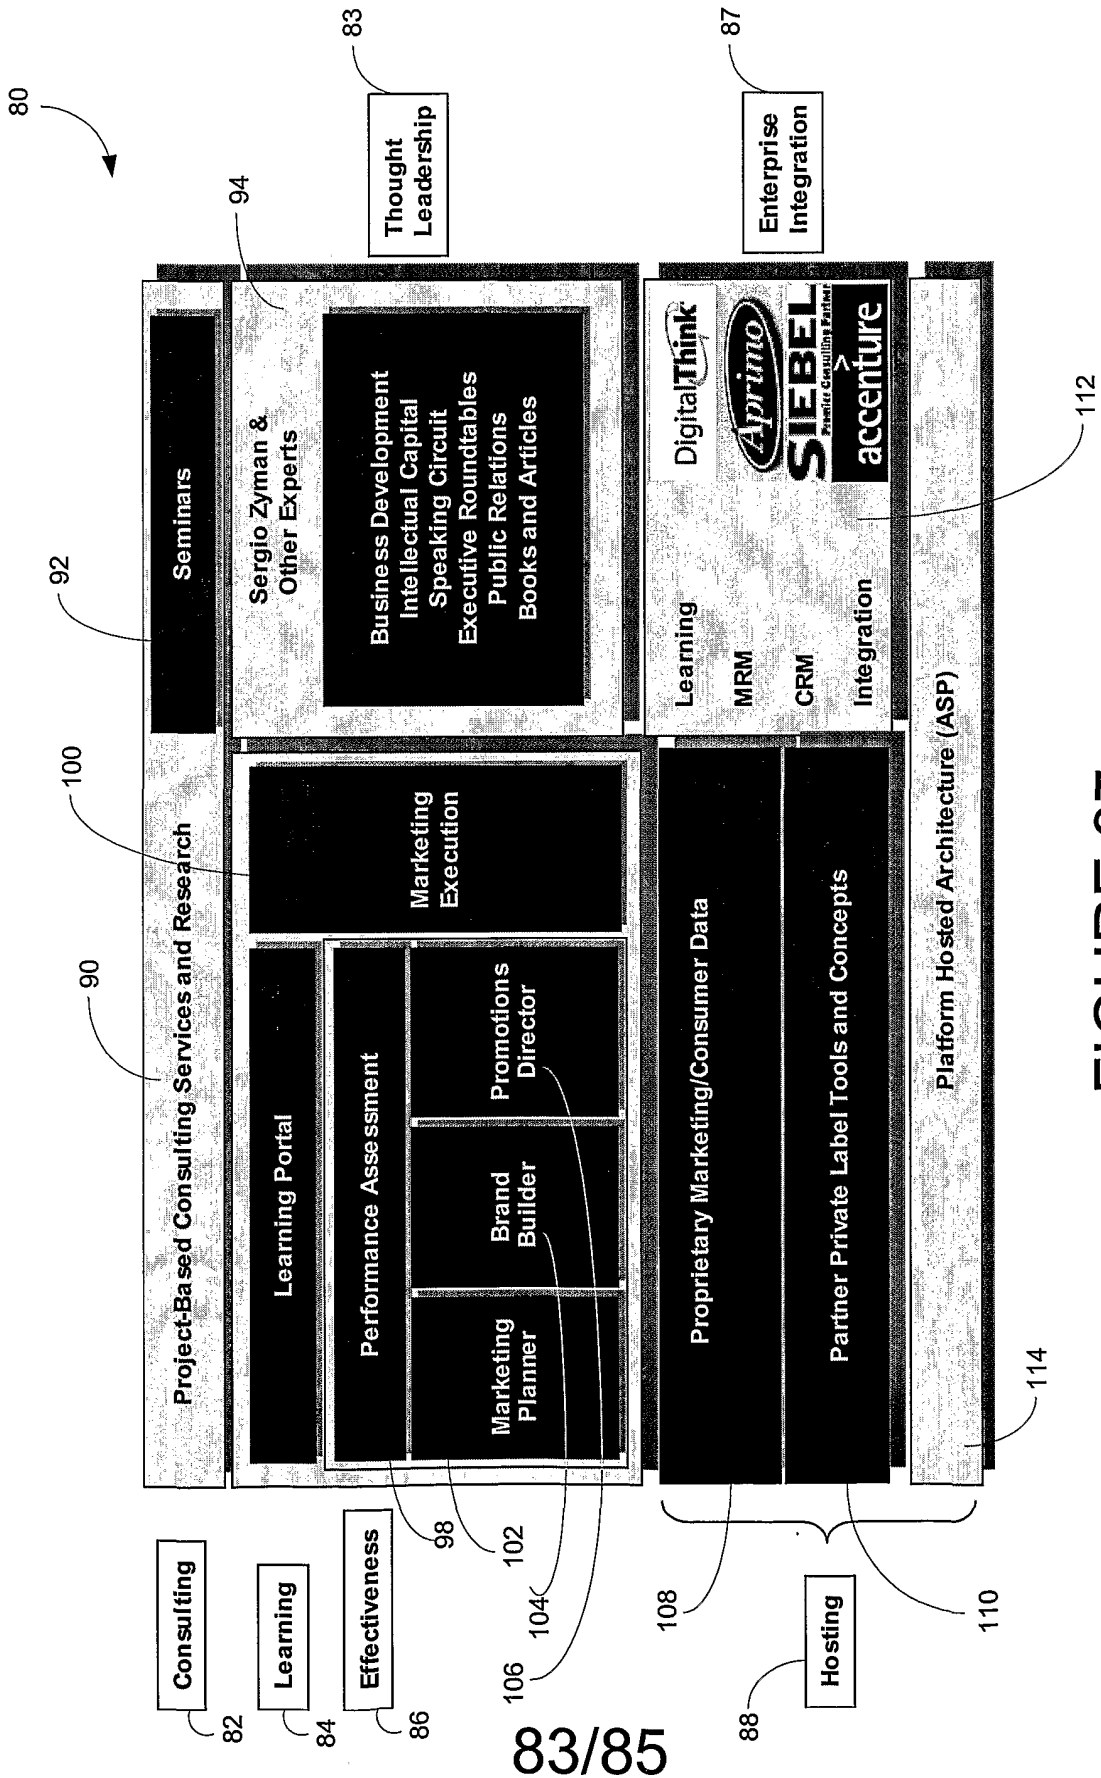 80
Consulting
82
Learning
84
Effectiveness
86
Project-Based Consulting Services and Research
90
Seminars
92
Learning Portal
Performance Assessment
98
Marketing
Planner
102
Brand
Builder
104
Promotions
Director
106
Marketing
Execution
100
Sergio Zyman &
Other Experts
94
Business Development
Intellectual Capital
Speaking Circuit
Executive Roundtables
Public Relations
Books and Articles
Thought
Leadership
83
Proprietary Marketing/Consumer Data
108
Partner Private Label Tools and Concepts
110
Hosting
88
Learning
DigitalThink
MRM
Aprimo
CRM
SIEBEL
Premier Consulting Partner
Integration
accenture
112
Enterprise
Integration
87
Platform Hosted Architecture (ASP)
114
83/85